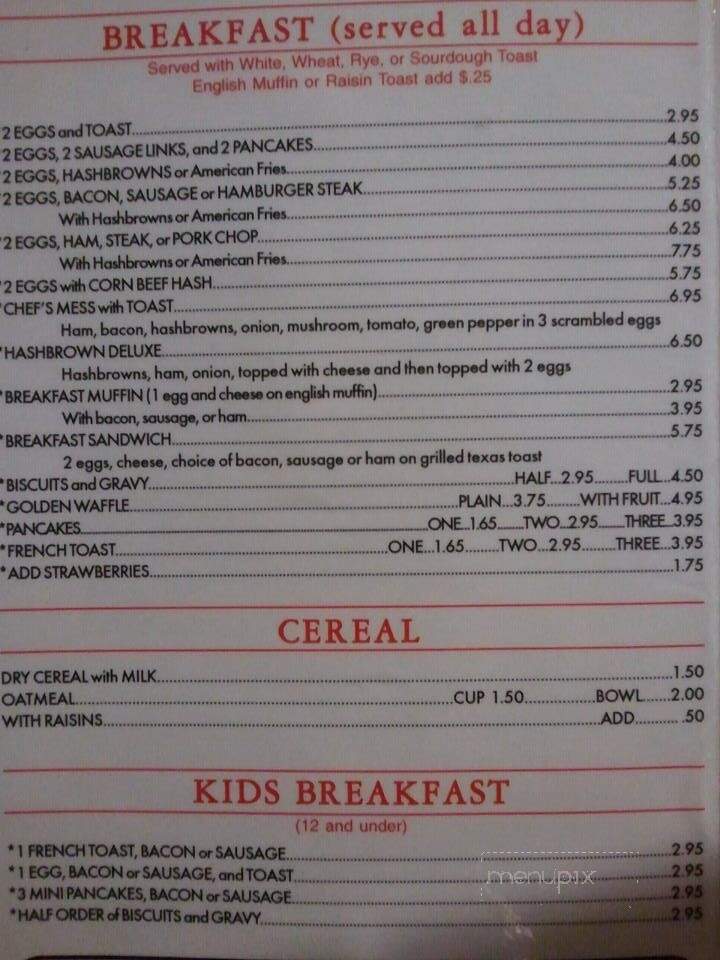 BREAKFAST (served all day)
Served with White, Wheat, Rye, or Sourdough Toast
English Muffin or Raisin Toast add $.25
*2 EGGS and TOAST 2.95
*2 EGGS, 2 SAUSAGE LINKS, and 2 PANCAKES 4.50
*2 EGGS, HASHBROWNS or American Fries 4.00
*2 EGGS, BACON, SAUSAGE or HAMBURGER STEAK 5.25
With Hashbrowns or American Fries 6.50
*2 EGGS, HAM, STEAK, or PORK CHOP 6.25
With Hashbrowns or American Fries 7.75
*2 EGGS with CORN BEEF HASH 5.75
*CHEF'S MESS with TOAST 6.95
Ham, bacon, hashbrowns, onion, mushroom, tomato, green pepper in 3 scrambled eggs
*HASHBROWN DELUXE 6.50
Hashbrowns, ham, onion, topped with cheese and then topped with 2 eggs
*BREAKFAST MUFFIN (1 egg and cheese on english muffin) 2.95
With bacon, sausage, or ham 3.95
*BREAKFAST SANDWICH 5.75
2 eggs, cheese, choice of bacon, sausage or ham on grilled texas toast
*BISCUITS and GRAVY HALF...2.95 FULL...4.50
*GOLDEN WAFFLE PLAIN...3.75 WITH FRUIT...4.95
*PANCAKES ONE...1.65 TWO...2.95 THREE...3.95
*FRENCH TOAST ONE...1.65 TWO...2.95 THREE...3.95
*ADD STRAWBERRIES 1.75
CEREAL
DRY CEREAL with MILK 1.50
OATMEAL CUP 1.50 BOWL 2.00
WITH RAISINS ADD .50
KIDS BREAKFAST
(12 and under)
*1 FRENCH TOAST, BACON or SAUSAGE 2.95
*1 EGG, BACON or SAUSAGE, and TOAST 2.95
menupix
*3 MINI PANCAKES, BACON or SAUSAGE 2.95
*HALF ORDER of BISCUITS and GRAVY 2.95